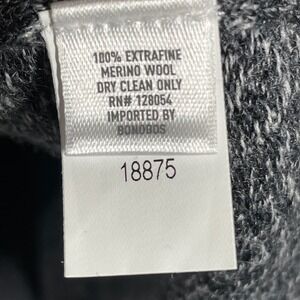 100% EXTRAFINE
MERINO WOOL
DRY CLEAN ONLY
RN# 128054
IMPORTED BY
BONOBOS
18875